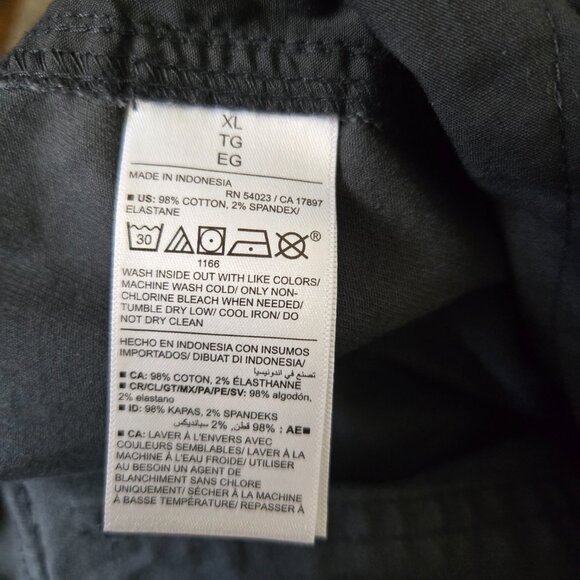 XL
TG
EG
MADE IN INDONESIA
RN 54023 / CA 17897
■ US: 98% COTTON, 2% SPANDEX/
ELASTANE
30
®
1166
WASH INSIDE OUT WITH LIKE COLORS/
MACHINE WASH COLD/ ONLY NON-
CHLORINE BLEACH WHEN NEEDED/
TUMBLE DRY LOW/ COOL IRON/ DO
NOT DRY CLEAN
HECHO EN INDONESIA CON INSUMOS
IMPORTADOS/ DIBUAT DI INDONESIA/
تصنع في اندونيسيا
■ CA: 98% COTON, 2% ÉLASTHANNE
■ CR/CL/GT/MX/PA/PE/SV: 98% algodón,
2% elastano
■ ID: 98% KAPAS, 2% SPANDEKS
■ AE : 98% قطن, 2% سبانديكس
■ CA: LAVER À L'ENVERS AVEC
COULEURS SEMBLABLES/ LAVER À LA
MACHINE À L'EAU FROIDE/ UTILISER
AU BESOIN UN AGENT DE
BLANCHIMENT SANS CHLORE
UNIQUEMENT/ SÉCHER À LA MACHINE
À BASSE TEMPÉRATURE/ REPASSER À